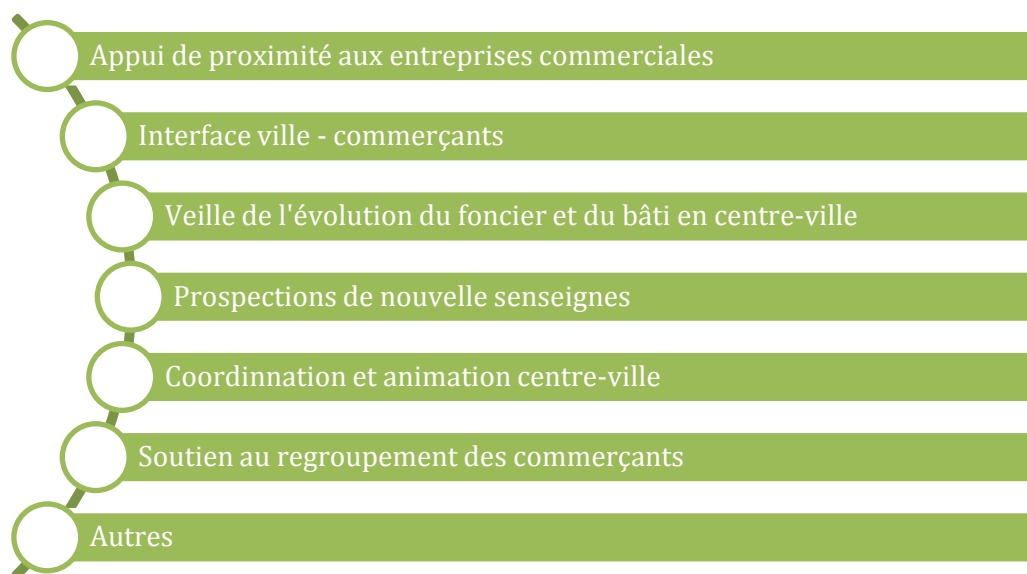 Appui de proximité aux entreprises commerciales
Interface ville - commerçants
Veille de l'évolution du foncier et du bâti en centre-ville
Prospections de nouvelle senseignes
Coordinnation et animation centre-ville
Soutien au regroupement des commerçants
Autres